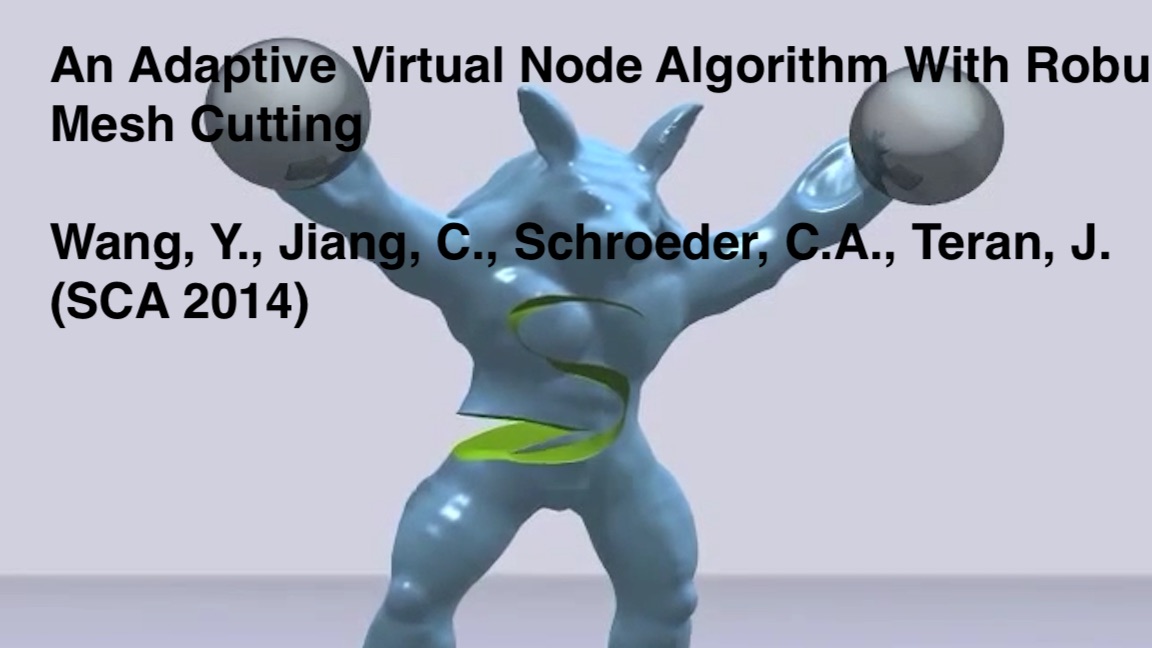 An Adaptive Virtual Node Algorithm With Robu
Mesh Cutting
Wang, Y., Jiang, C., Schroeder, C.A., Teran, J.
(SCA 2014)